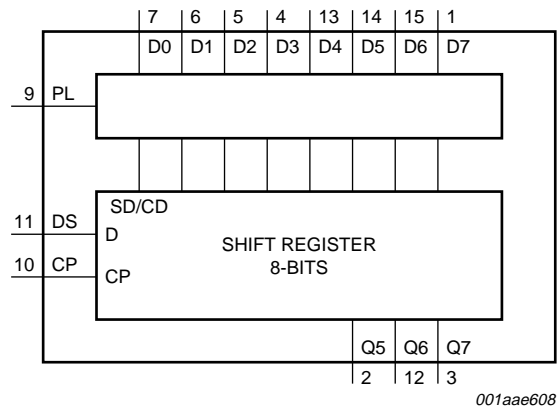 7 6 5 4 13 14 15 1
D0 D1 D2 D3 D4 D5 D6 D7
9 PL
SD/CD
11 DS
D
SHIFT REGISTER
8-BITS
10 CP
CP
Q5 Q6 Q7
2 12 3
001aae608